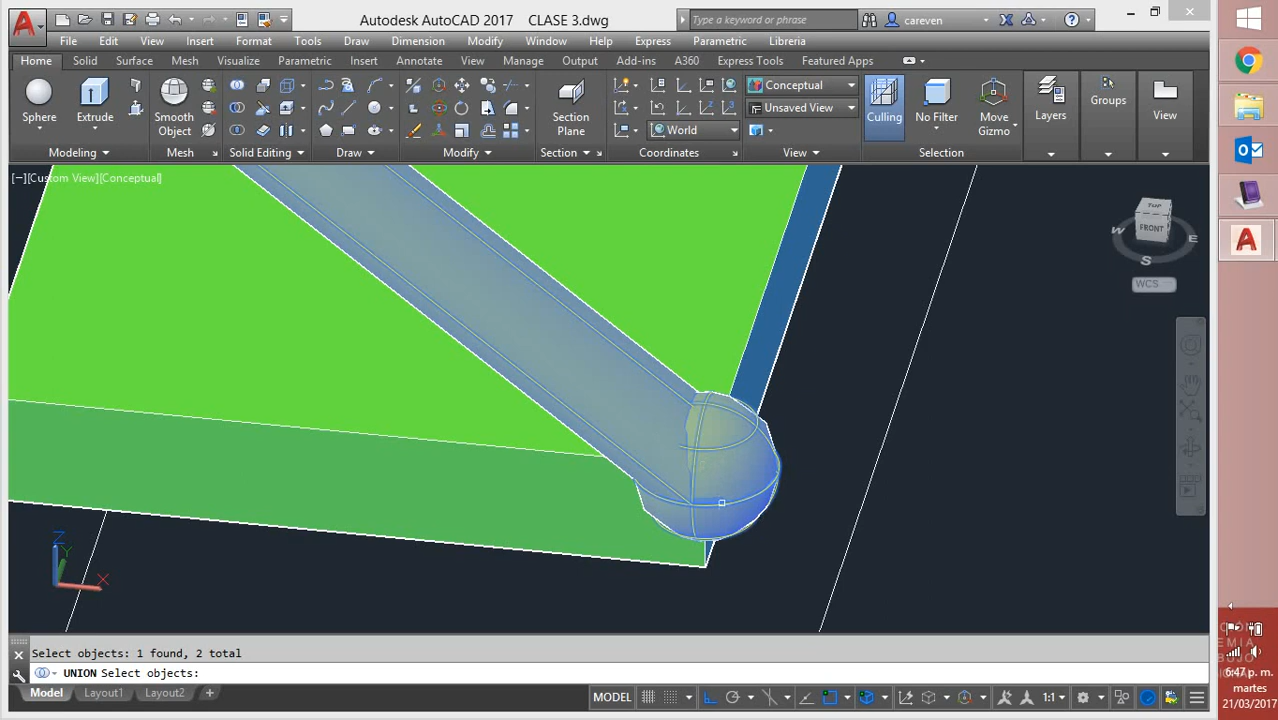 Autodesk AutoCAD 2017 CLASE 3.dwg
Type a keyword or phrase
careven
File Edit View Insert Format Tools Draw Dimension Modify Window Help Express Parametric Libreria
Home Solid Surface Mesh Visualize Parametric Insert Annotate View Manage Output Add-ins A360 Express Tools Featured Apps
Sphere
Extrude
Smooth
Object
Section
Plane
Conceptual
Unsaved View
World
Culling
No Filter
Move
Gizmo
Layers
Groups
View
Modeling Mesh Solid Editing Draw Modify Section Coordinates View Selection
[−][Custom View][Conceptual]
TOP
FRONT
W
E
S
WCS
Z
Y
X
Select objects: 1 found, 2 total
UNION Select objects:
Model Layout1 Layout2 +
MODEL
1:1
6:47 p. m.
martes
21/03/2017